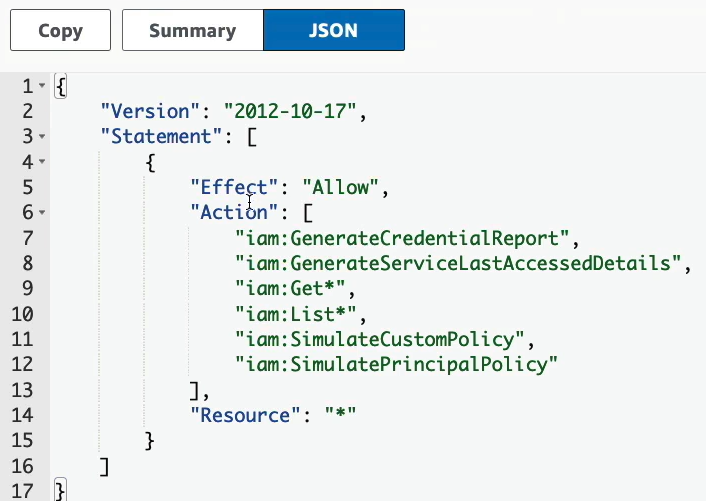 Copy Summary JSON
1 {
2 "Version": "2012-10-17",
3 "Statement": [
4 {
5 "Effect": "Allow",
6 "Action": [
7 "iam:GenerateCredentialReport",
8 "iam:GenerateServiceLastAccessedDetails",
9 "iam:Get*",
10 "iam:List*",
11 "iam:SimulateCustomPolicy",
12 "iam:SimulatePrincipalPolicy"
13 ],
14 "Resource": "*"
15 }
16 ]
17 }